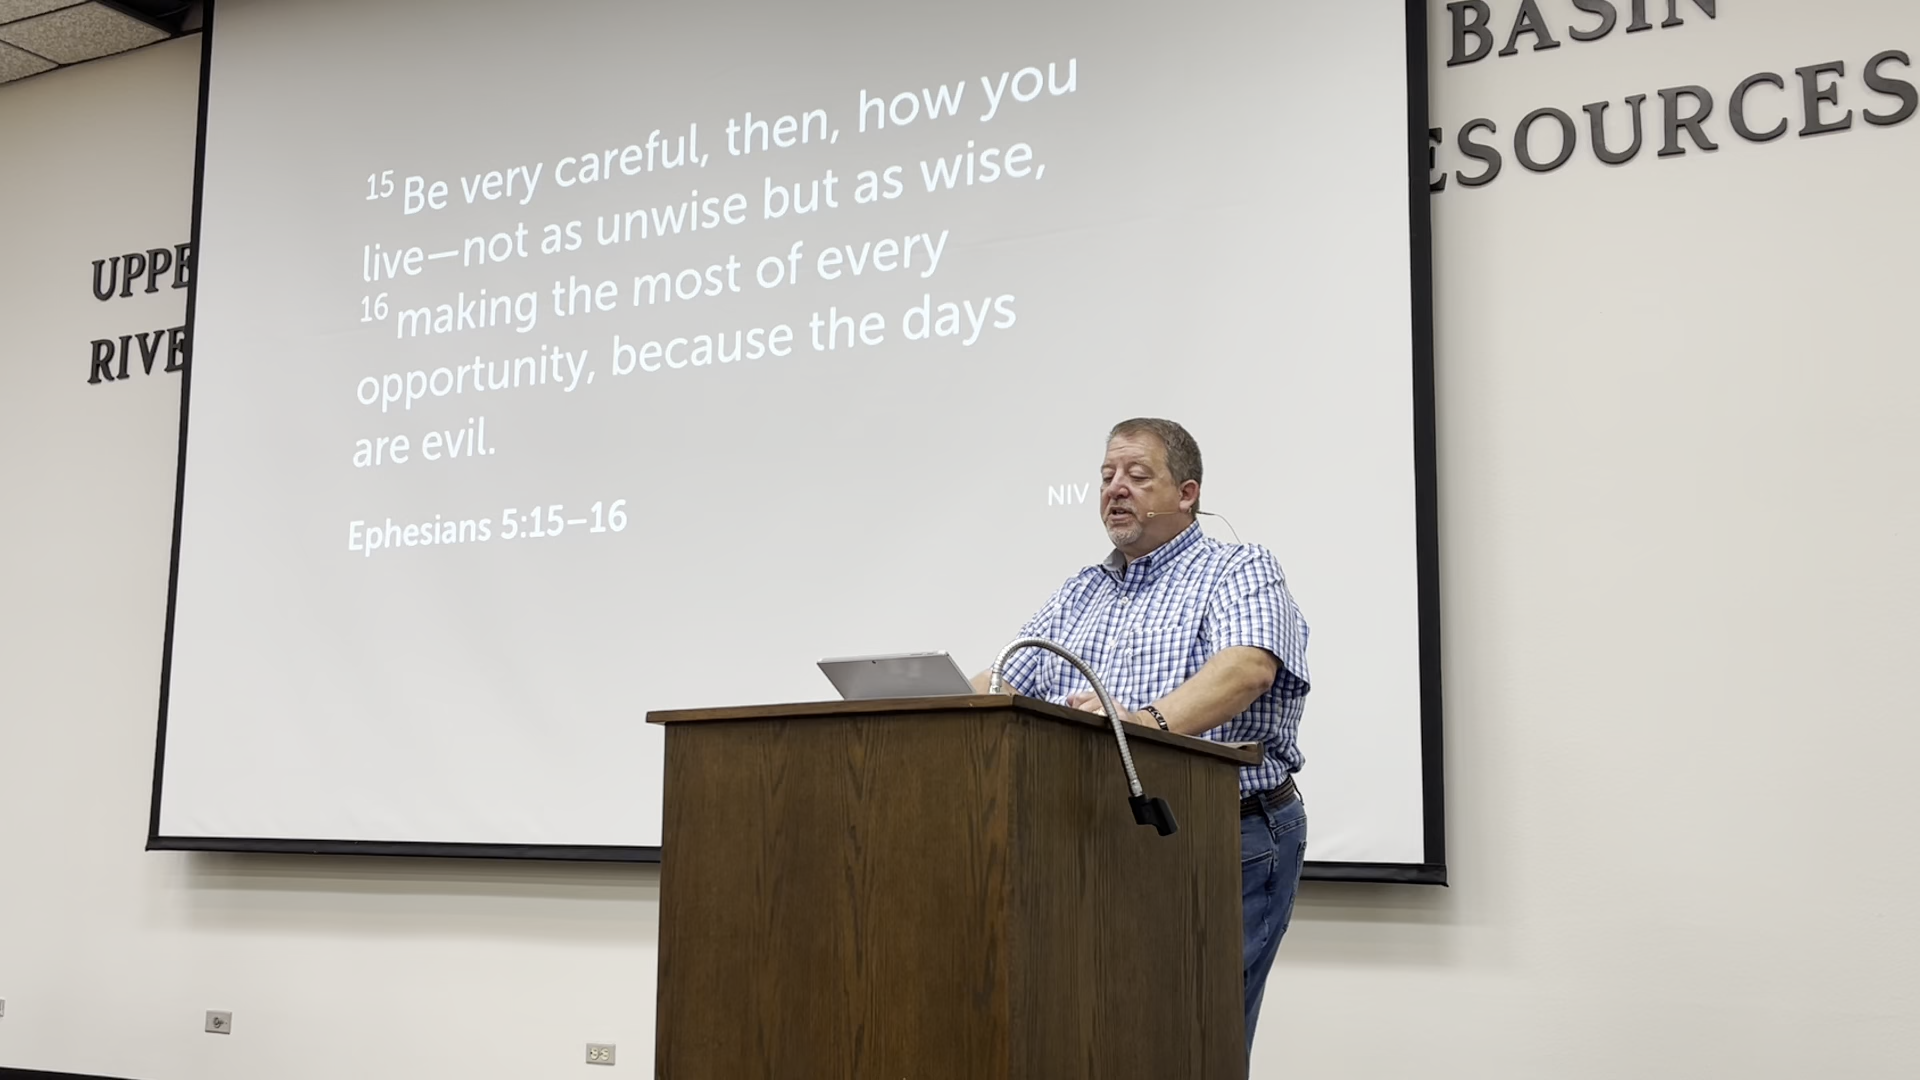 BASIN
ESOURCES
UPPE
RIVE
15 Be very careful, then, how you
live—not as unwise but as wise,
16 making the most of every
opportunity, because the days
are evil.
Ephesians 5:15–16
NIV